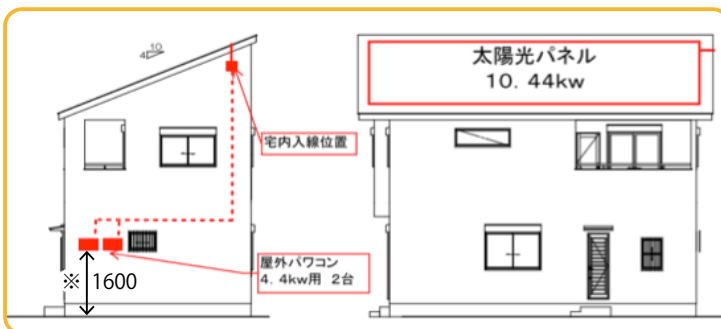 10
4
太陽光パネル
10. 44kw
宅内入線位置
屋外パワコン
4. 4kw用 2台
※ 1600